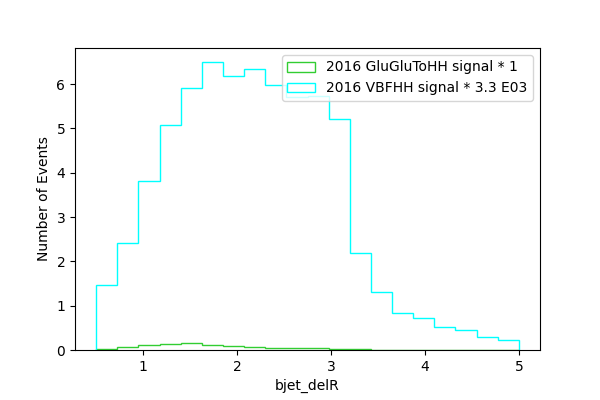 2016 GluGluToHH signal * 1
2016 VBFHH signal * 3.3 E03
Number of Events
6
5
4
3
2
1
0
1 2 3 4 5
bjet_delR